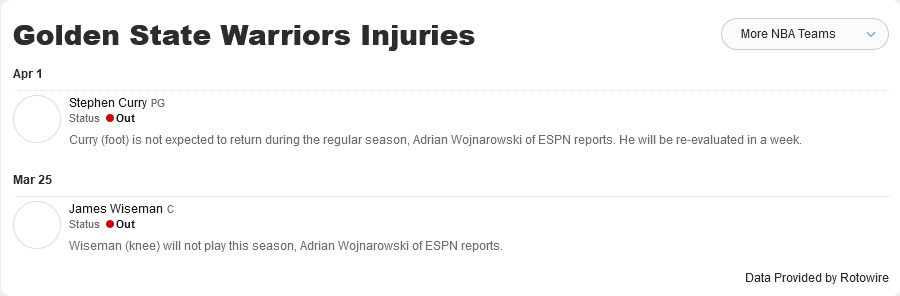 Golden State Warriors Injuries
More NBA Teams
Apr 1
Stephen Curry PG
Status Out
Curry (foot) is not expected to return during the regular season, Adrian Wojnarowski of ESPN reports. He will be re-evaluated in a week.
Mar 25
James Wiseman C
Status Out
Wiseman (knee) will not play this season, Adrian Wojnarowski of ESPN reports.
Data Provided by Rotowire